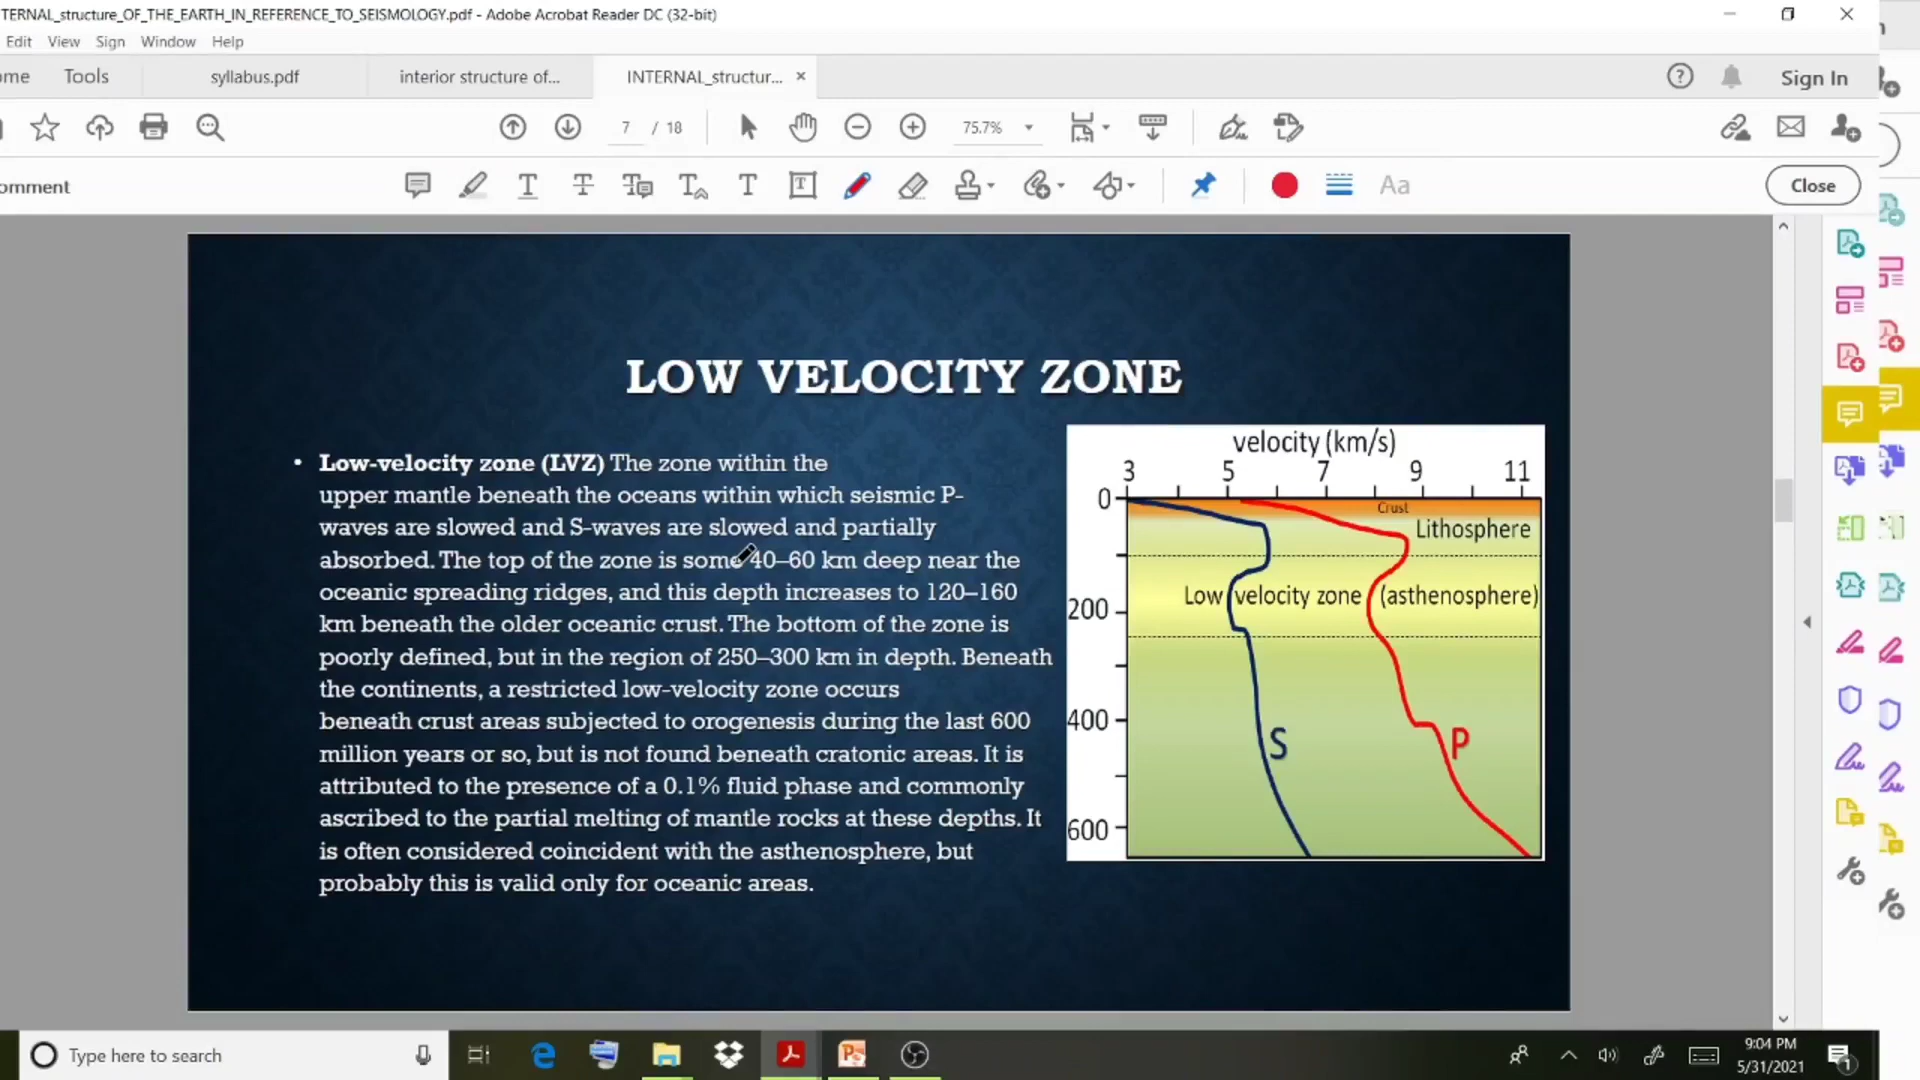 TERNAL_structure_OF_THE_EARTH_IN_REFERENCE_TO_SEISMOLOGY.pdf - Adobe Acrobat Reader DC (32-bit)
Edit View Sign Window Help
ome Tools syllabus.pdf interior structure of... INTERNAL_structur... × Sign In
7 / 18 75.7%
omment Aa Close
LOW VELOCITY ZONE
• Low-velocity zone (LVZ) The zone within the
upper mantle beneath the oceans within which seismic P-
waves are slowed and S-waves are slowed and partially
absorbed. The top of the zone is some 40–60 km deep near the
oceanic spreading ridges, and this depth increases to 120–160
km beneath the older oceanic crust. The bottom of the zone is
poorly defined, but in the region of 250–300 km in depth. Beneath
the continents, a restricted low-velocity zone occurs
beneath crust areas subjected to orogenesis during the last 600
million years or so, but is not found beneath cratonic areas. It is
attributed to the presence of a 0.1% fluid phase and commonly
ascribed to the partial melting of mantle rocks at these depths. It
is often considered coincident with the asthenosphere, but
probably this is valid only for oceanic areas.
velocity (km/s)
3 5 7 9 11
0
Crust
Lithosphere
Low velocity zone (asthenosphere)
200
400
S P
600
Type here to search
9:04 PM
5/31/2021
1